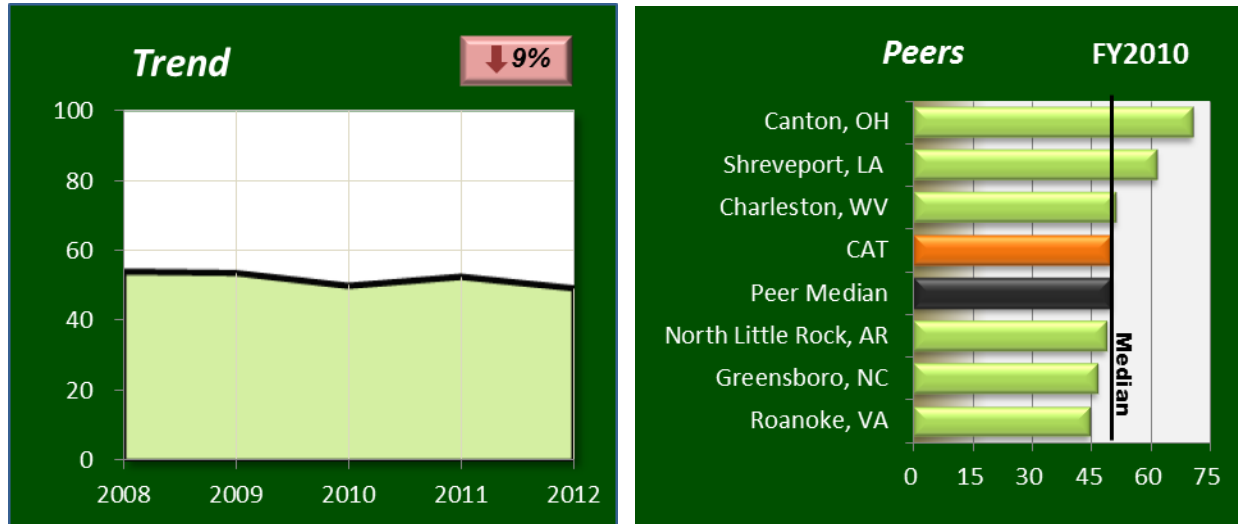 Trend
9%
100
80
60
40
20
0
2008 2009 2010 2011 2012
Peers FY2010
Canton, OH
Shreveport, LA
Charleston, WV
CAT
Peer Median
North Little Rock, AR
Greensboro, NC
Roanoke, VA
Median
0 15 30 45 60 75